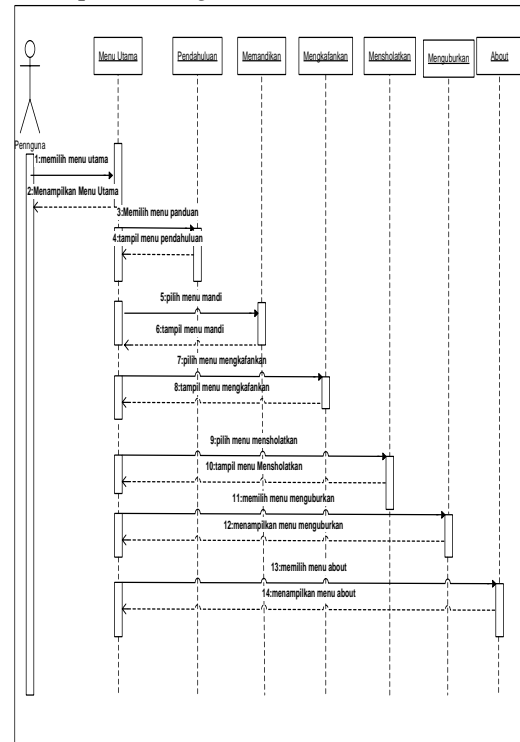 Menu Utama
Pendahuluan
Memandikan
Mengkafankan
Mensholatkan
Menguburkan
About
Pennguna
1:memilih menu utama
2:Menampilkan Menu Utama
3:Memilih menu panduan
4:tampil menu pendahuluan
5:pilih menu mandi
6:tampil menu mandi
7:pilih menu mengkafankan
8:tampil menu mengkafankan
9:pilih menu mensholatkan
10:tampil menu Mensholatkan
11:memilih menu menguburkan
12:menampilkan menu menguburkan
13:memilih menu about
14:menampilkan menu about